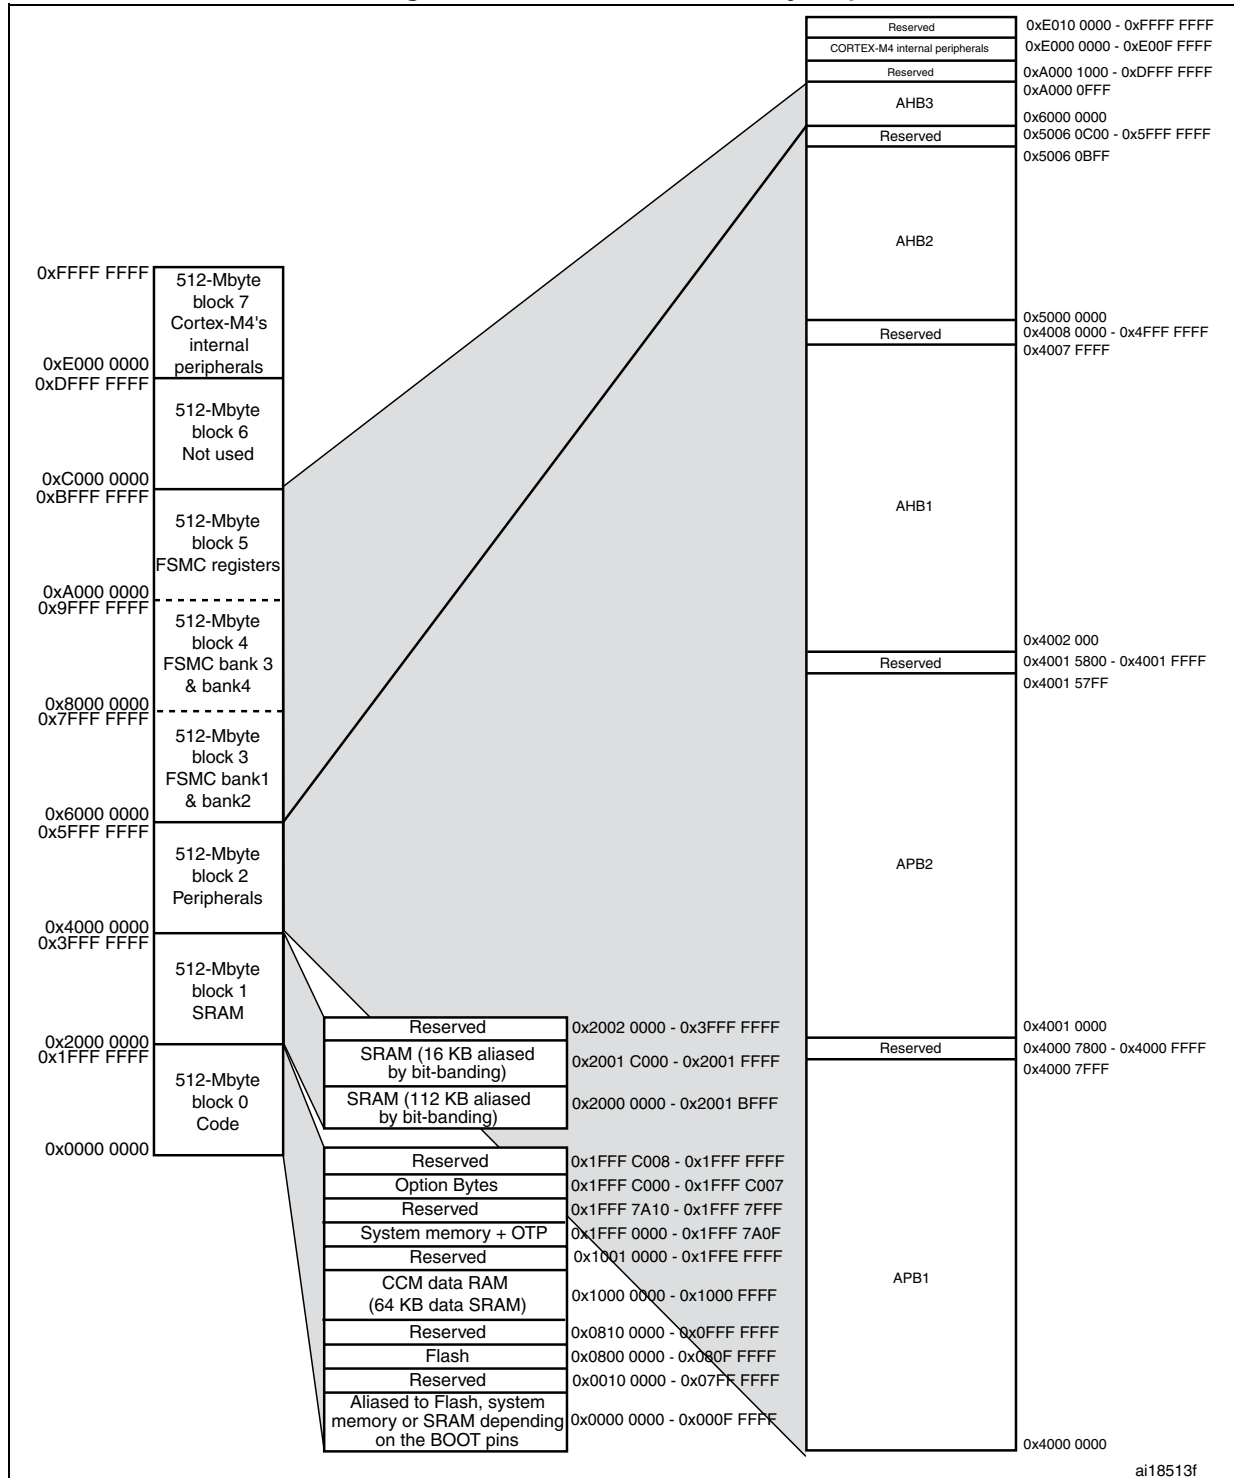 0xFFFF FFFF
512-Mbyte
block 7
Cortex-M4's
internal
peripherals
0xE000 0000
0xDFFF FFFF
512-Mbyte
block 6
Not used
0xC000 0000
0xBFFF FFFF
512-Mbyte
block 5
FSMC registers
0xA000 0000
0x9FFF FFFF
512-Mbyte
block 4
FSMC bank 3
& bank4
0x8000 0000
0x7FFF FFFF
512-Mbyte
block 3
FSMC bank1
& bank2
0x6000 0000
0x5FFF FFFF
512-Mbyte
block 2
Peripherals
0x4000 0000
0x3FFF FFFF
512-Mbyte
block 1
SRAM
0x2000 0000
0x1FFF FFFF
512-Mbyte
block 0
Code
0x0000 0000
Reserved 0x2002 0000 - 0x3FFF FFFF
SRAM (16 KB aliased
by bit-banding)
0x2001 C000 - 0x2001 FFFF
SRAM (112 KB aliased
by bit-banding)
0x2000 0000 - 0x2001 BFFF
Reserved 0x1FFF C008 - 0x1FFF FFFF
Option Bytes 0x1FFF C000 - 0x1FFF C007
Reserved 0x1FFF 7A10 - 0x1FFF 7FFF
System memory + OTP 0x1FFF 0000 - 0x1FFF 7A0F
Reserved 0x1001 0000 - 0x1FFE FFFF
CCM data RAM
(64 KB data SRAM)
0x1000 0000 - 0x1000 FFFF
Reserved 0x0810 0000 - 0x0FFF FFFF
Flash 0x0800 0000 - 0x080F FFFF
Reserved 0x0010 0000 - 0x07FF FFFF
Aliased to Flash, system
memory or SRAM depending
on the BOOT pins
0x0000 0000 - 0x000F FFFF
Reserved 0xE010 0000 - 0xFFFF FFFF
CORTEX-M4 internal peripherals 0xE000 0000 - 0xE00F FFFF
Reserved 0xA000 1000 - 0xDFFF FFFF
0xA000 0FFF
AHB3
0x6000 0000
Reserved 0x5006 0C00 - 0x5FFF FFFF
0x5006 0BFF
AHB2
0x5000 0000
Reserved 0x4008 0000 - 0x4FFF FFFF
0x4007 FFFF
AHB1
0x4002 000
Reserved 0x4001 5800 - 0x4001 FFFF
0x4001 57FF
APB2
0x4001 0000
Reserved 0x4000 7800 - 0x4000 FFFF
0x4000 7FFF
APB1
0x4000 0000
ai18513f